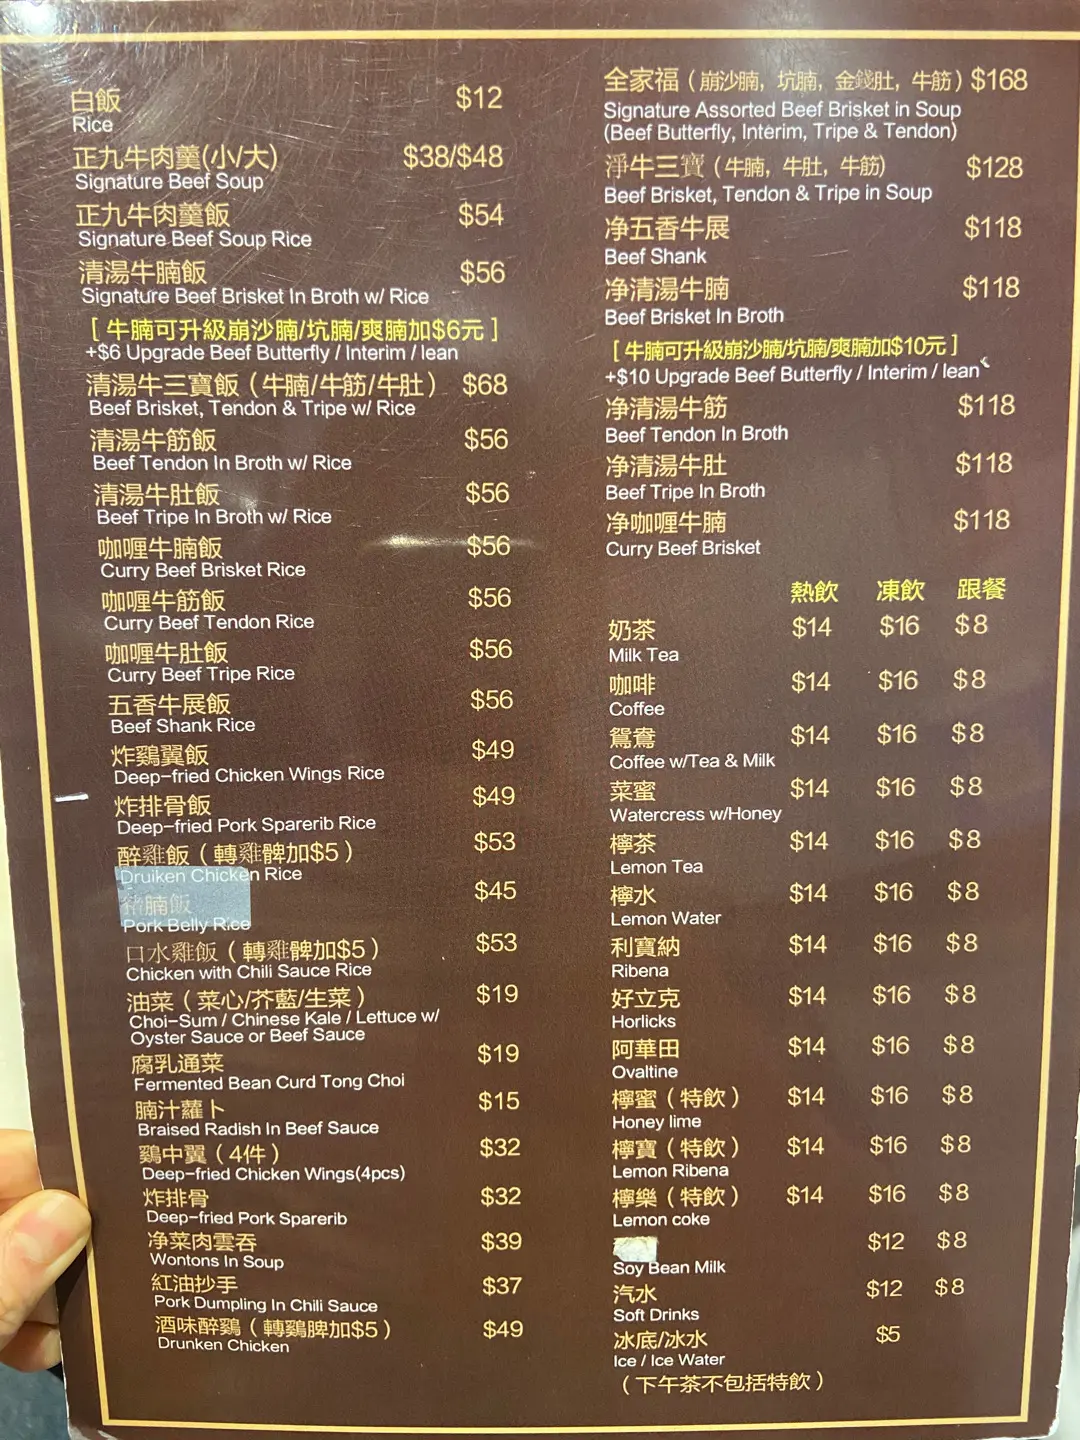 白飯 $12
Rice
正九牛肉羹(小/大) $38/$48
Signature Beef Soup
正九牛肉羹飯 $54
Signature Beef Soup Rice
清湯牛腩飯 $56
Signature Beef Brisket In Broth w/ Rice
[ 牛腩可升級崩沙腩/坑腩/爽腩加$6元 ]
+$6 Upgrade Beef Butterfly / Interim / lean
清湯牛三寶飯（牛腩/牛筋/牛肚） $68
Beef Brisket, Tendon & Tripe w/ Rice
清湯牛筋飯 $56
Beef Tendon In Broth w/ Rice
清湯牛肚飯 $56
Beef Tripe In Broth w/ Rice
咖喱牛腩飯 $56
Curry Beef Brisket Rice
咖喱牛筋飯 $56
Curry Beef Tendon Rice
咖喱牛肚飯 $56
Curry Beef Tripe Rice
五香牛展飯 $56
Beef Shank Rice
炸鷄翼飯 $49
Deep-fried Chicken Wings Rice
炸排骨飯 $49
Deep-fried Pork Sparerib Rice
醉雞飯（轉雞髀加$5） $53
Druiken Chicken Rice
豬腩飯 $45
Pork Belly Rice
口水雞飯（轉雞髀加$5） $53
Chicken with Chili Sauce Rice
油菜（菜心/芥藍/生菜） $19
Choi-Sum / Chinese Kale / Lettuce w/
Oyster Sauce or Beef Sauce
腐乳通菜 $19
Fermented Bean Curd Tong Choi
腩汁蘿卜 $15
Braised Radish In Beef Sauce
鷄中翼（4件） $32
Deep-fried Chicken Wings(4pcs)
炸排骨 $32
Deep-fried Pork Sparerib
净菜肉雲吞 $39
Wontons In Soup
紅油抄手 $37
Pork Dumpling In Chili Sauce
酒味醉鷄（轉鷄脾加$5） $49
Drunken Chicken
全家福（崩沙腩，坑腩，金錢肚，牛筋）$168
Signature Assorted Beef Brisket in Soup
(Beef Butterfly, Interim, Tripe & Tendon)
淨牛三寶（牛腩，牛肚，牛筋） $128
Beef Brisket, Tendon & Tripe in Soup
净五香牛展 $118
Beef Shank
净清湯牛腩 $118
Beef Brisket In Broth
[ 牛腩可升級崩沙腩/坑腩/爽腩加$10元 ]
+$10 Upgrade Beef Butterfly / Interim / lean
净清湯牛筋 $118
Beef Tendon In Broth
净清湯牛肚 $118
Beef Tripe In Broth
净咖喱牛腩 $118
Curry Beef Brisket
熱飲 凍飲 跟餐
奶茶 $14 $16 $8
Milk Tea
咖啡 $14 $16 $8
Coffee
鴛鴦 $14 $16 $8
Coffee w/Tea & Milk
菜蜜 $14 $16 $8
Watercress w/Honey
檸茶 $14 $16 $8
Lemon Tea
檸水 $14 $16 $8
Lemon Water
利寶納 $14 $16 $8
Ribena
好立克 $14 $16 $8
Horlicks
阿華田 $14 $16 $8
Ovaltine
檸蜜（特飲） $14 $16 $8
Honey lime
檸寶（特飲） $14 $16 $8
Lemon Ribena
檸樂（特飲） $14 $16 $8
Lemon coke
$12 $8
Soy Bean Milk
汽水 $12 $8
Soft Drinks
冰底/冰水 $5
Ice / Ice Water
（下午茶不包括特飲）